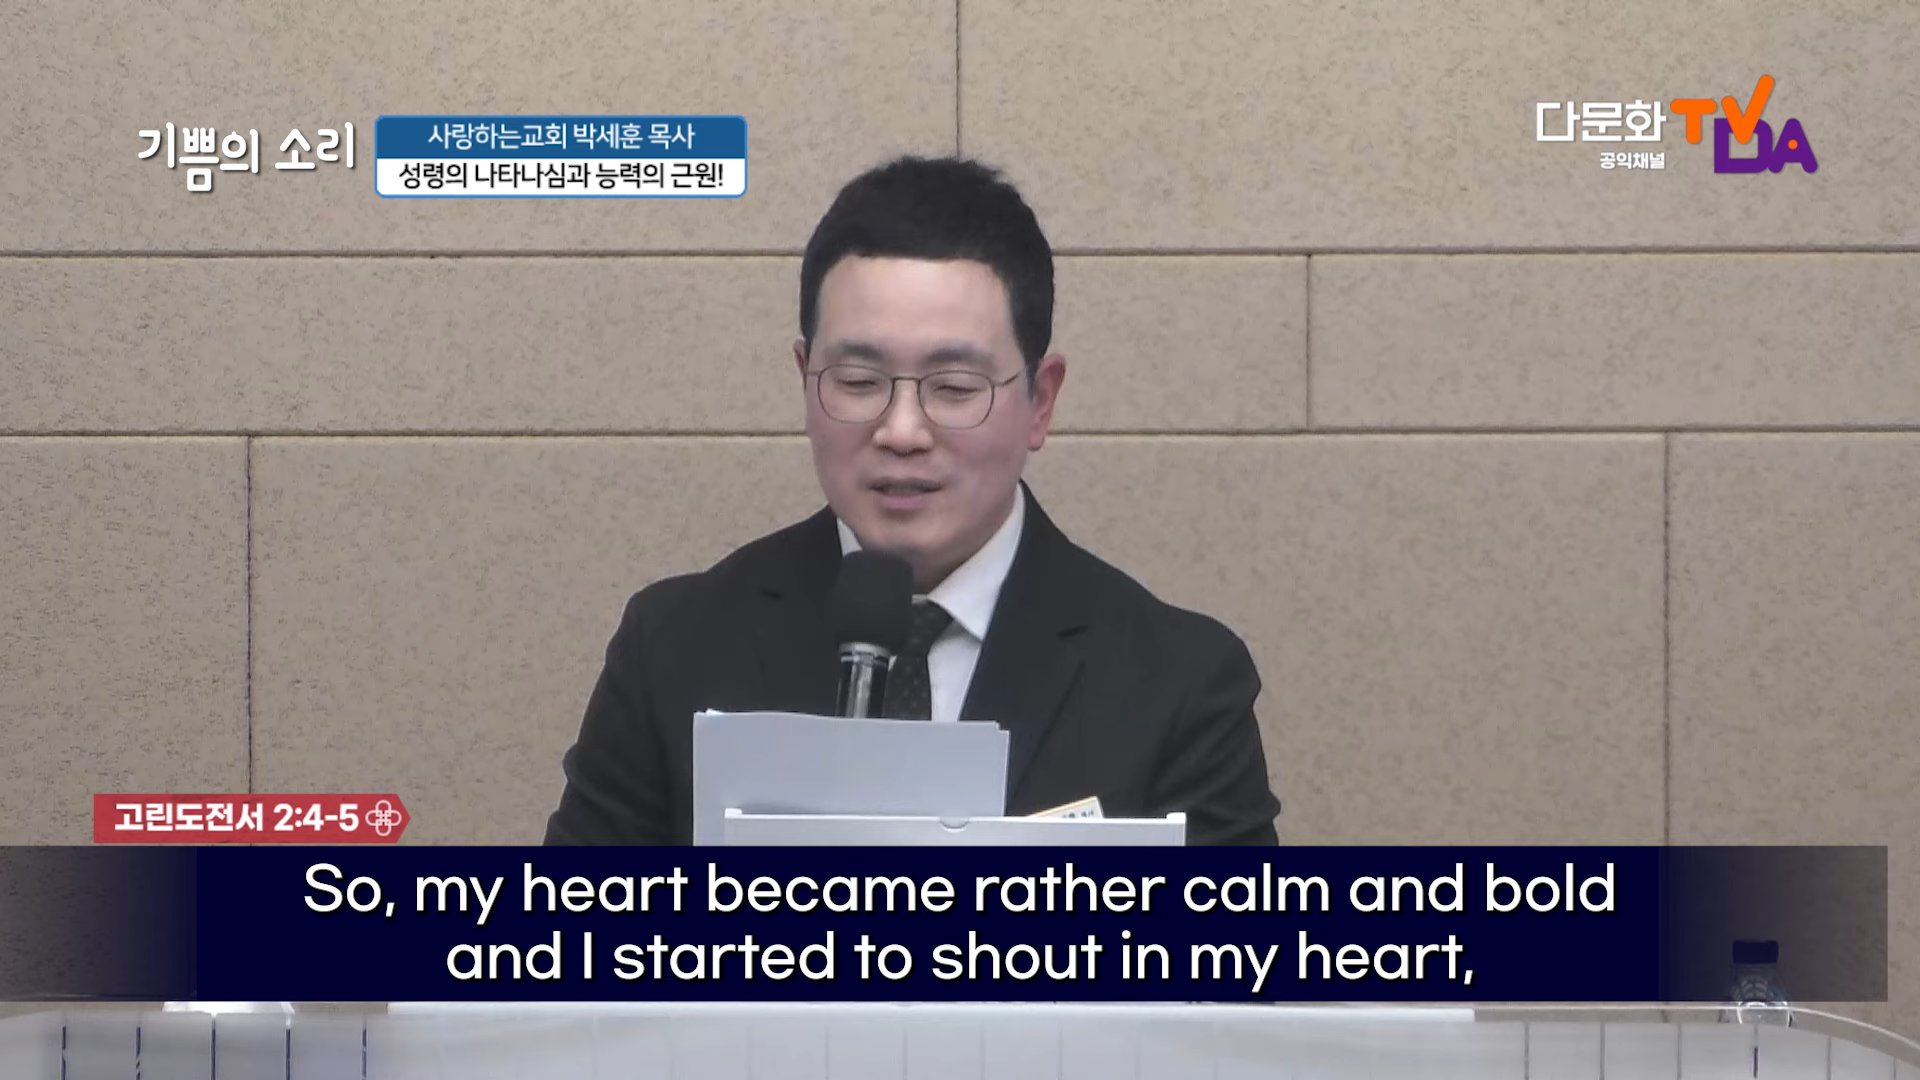 기쁨의 소리
사랑하는교회 박세훈 목사
성령의 나타나심과 능력의 근원!
다문화TV
DA
공익채널
고린도전서 2:4-5
So, my heart became rather calm and bold
and I started to shout in my heart,